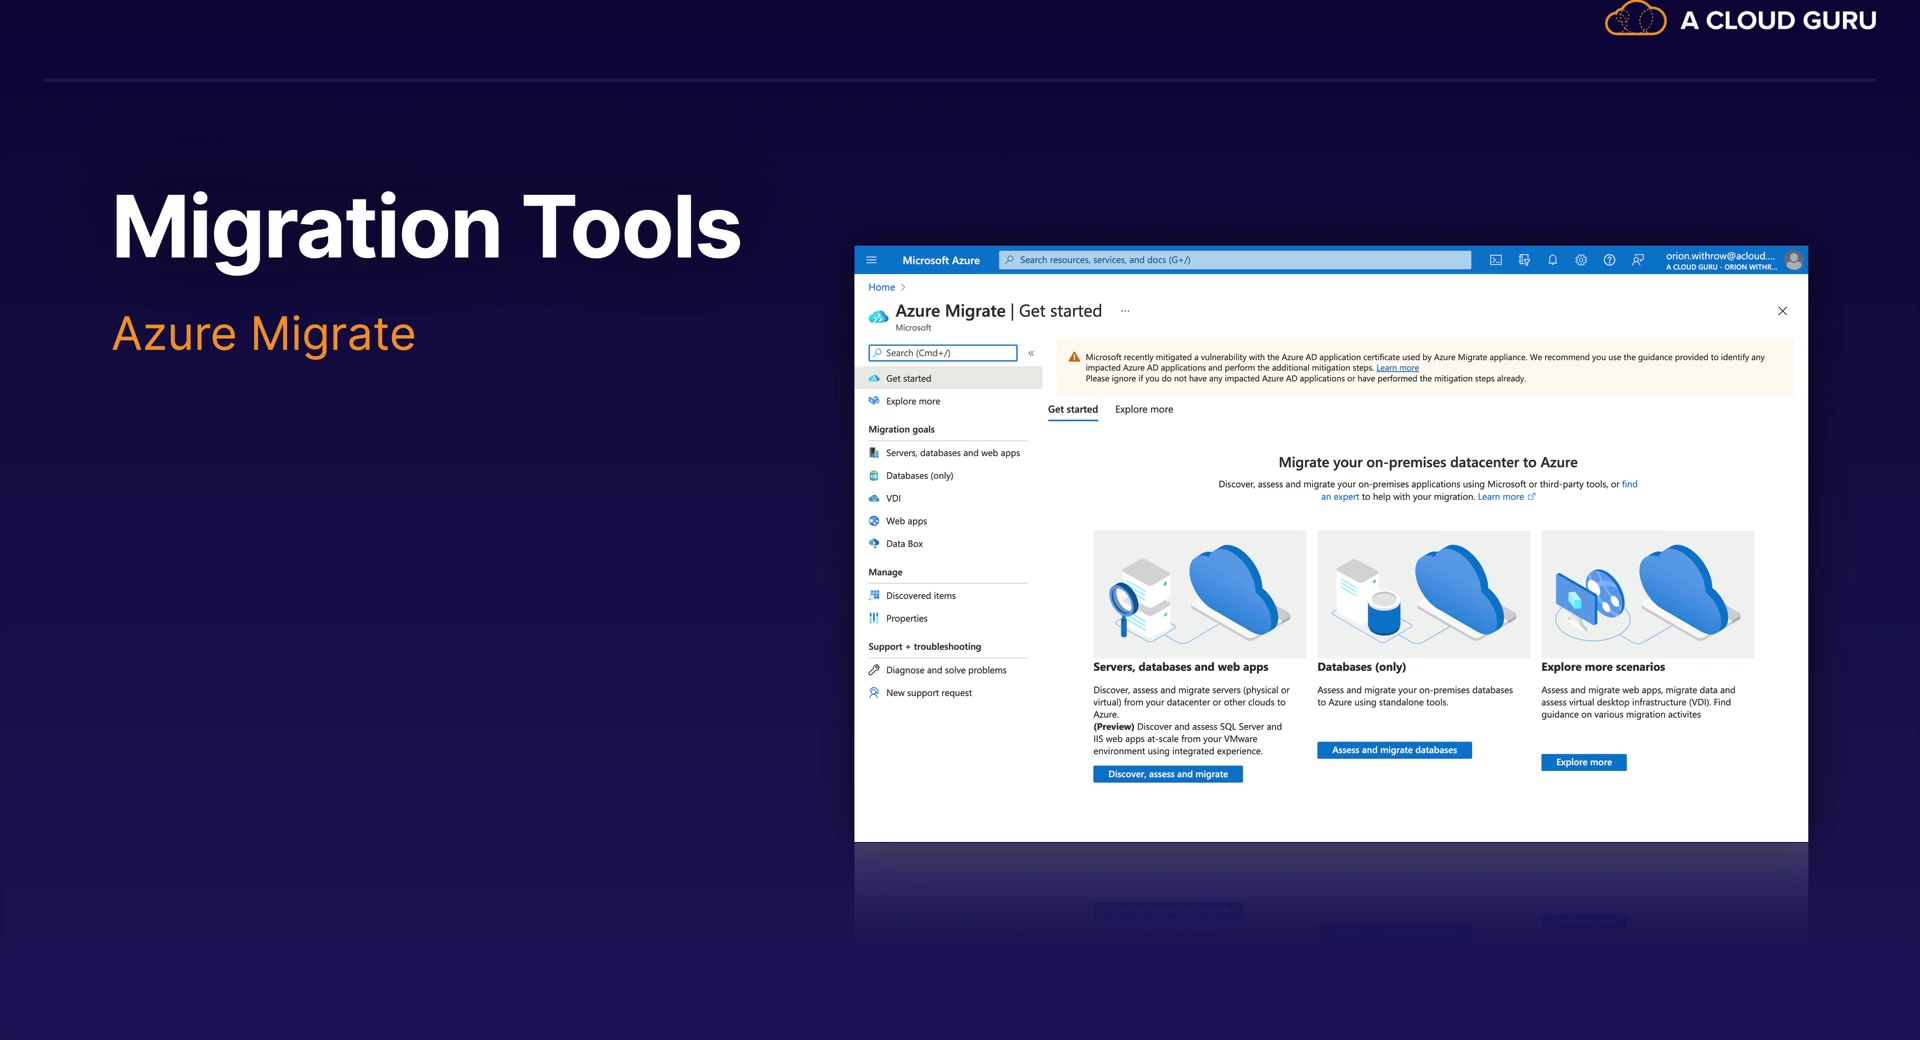 A CLOUD GURU
Migration Tools
Azure Migrate
Microsoft Azure
Search resources, services, and docs (G+/)
orion.withrow@acloud....
A CLOUD GURU - ORION WITHR...
Home
Azure Migrate | Get started
...
Microsoft
Search (Cmd+/)
«
Get started
Explore more
Migration goals
Servers, databases and web apps
Databases (only)
VDI
Web apps
Data Box
Manage
Discovered items
Properties
Support + troubleshooting
Diagnose and solve problems
New support request
Microsoft recently mitigated a vulnerability with the Azure AD application certificate used by Azure Migrate appliance. We recommend you use the guidance provided to identify any
impacted Azure AD applications and perform the additional mitigation steps. Learn more
Please ignore if you do not have any impacted Azure AD applications or have performed the mitigation steps already.
Get started
Explore more
Migrate your on-premises datacenter to Azure
Discover, assess and migrate your on-premises applications using Microsoft or third-party tools, or find
an expert to help with your migration. Learn more
Servers, databases and web apps
Discover, assess and migrate servers (physical or
virtual) from your datacenter or other clouds to
Azure.
(Preview) Discover and assess SQL Server and
IIS web apps at-scale from your VMware
environment using integrated experience.
Discover, assess and migrate
Databases (only)
Assess and migrate your on-premises databases
to Azure using standalone tools.
Assess and migrate databases
Explore more scenarios
Assess and migrate web apps, migrate data and
assess virtual desktop infrastructure (VDI). Find
guidance on various migration activites
Explore more